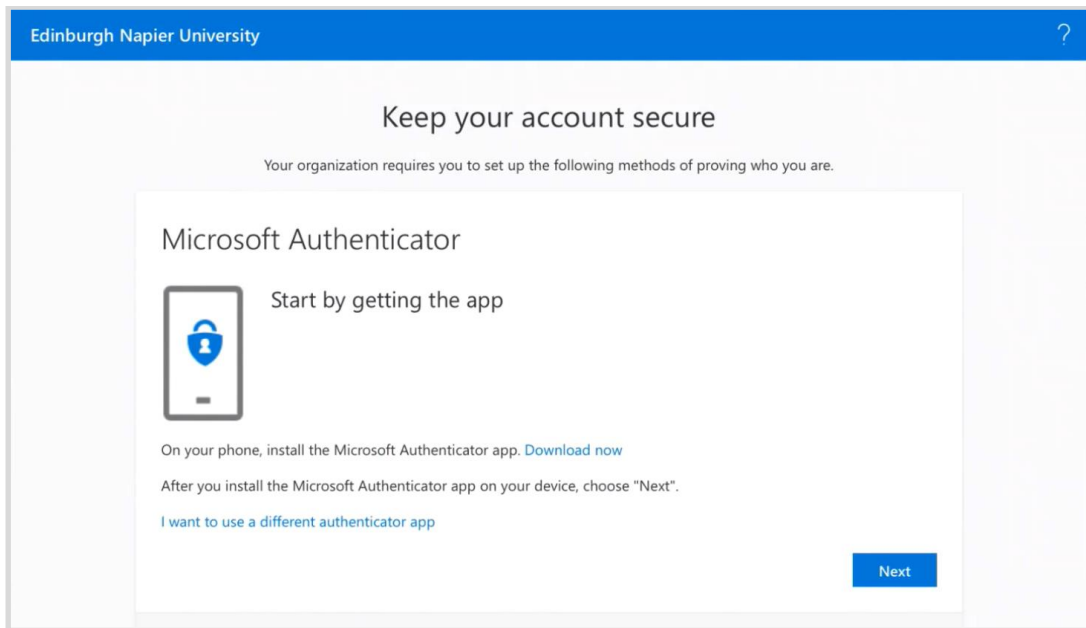 Edinburgh Napier University
?
Keep your account secure
Your organization requires you to set up the following methods of proving who you are.
Microsoft Authenticator
Start by getting the app
On your phone, install the Microsoft Authenticator app. Download now
After you install the Microsoft Authenticator app on your device, choose "Next".
I want to use a different authenticator app
Next